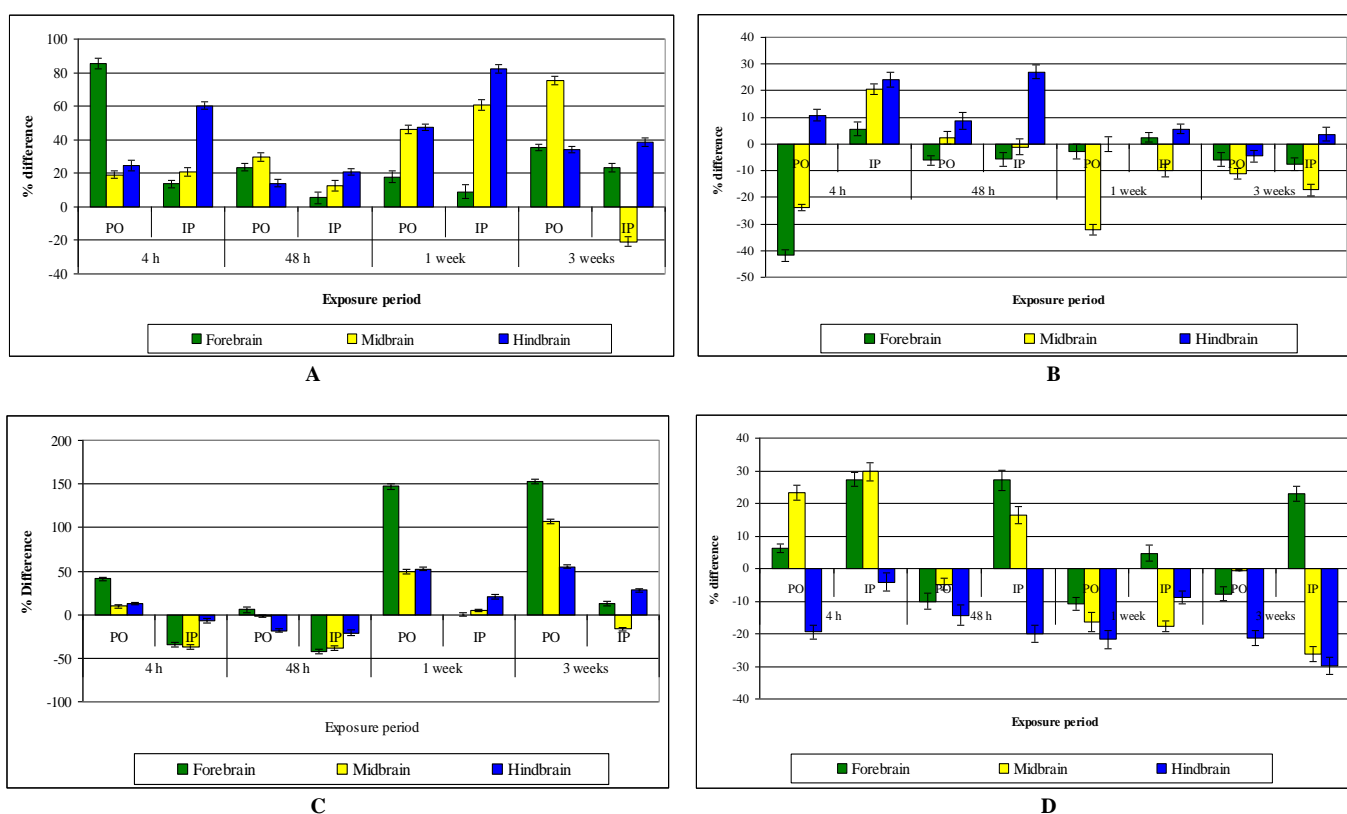 % difference
100
80
60
40
20
0
-20
-40
PO IP PO IP PO IP PO IP
4 h 48 h 1 week 3 weeks
Exposure period
Forebrain Midbrain Hindbrain
A
% difference
40
30
20
10
0
-10
-20
-30
-40
-50
PO IP PO IP PO IP PO IP
4 h 48 h 1 week 3 weeks
Exposure period
Forebrain Midbrain Hindbrain
B
% Difference
200
150
100
50
0
-50
-100
PO IP PO IP PO IP PO IP
4 h 48 h 1 week 3 weeks
Exposure period
Forebrain Midbrain Hindbrain
C
% difference
40
30
20
10
0
-10
-20
-30
-40
PO IP PO IP PO IP PO IP
4 h 48 h week 3 weeks
Exposure period
Forebrain Midbrain Hindbrain
D